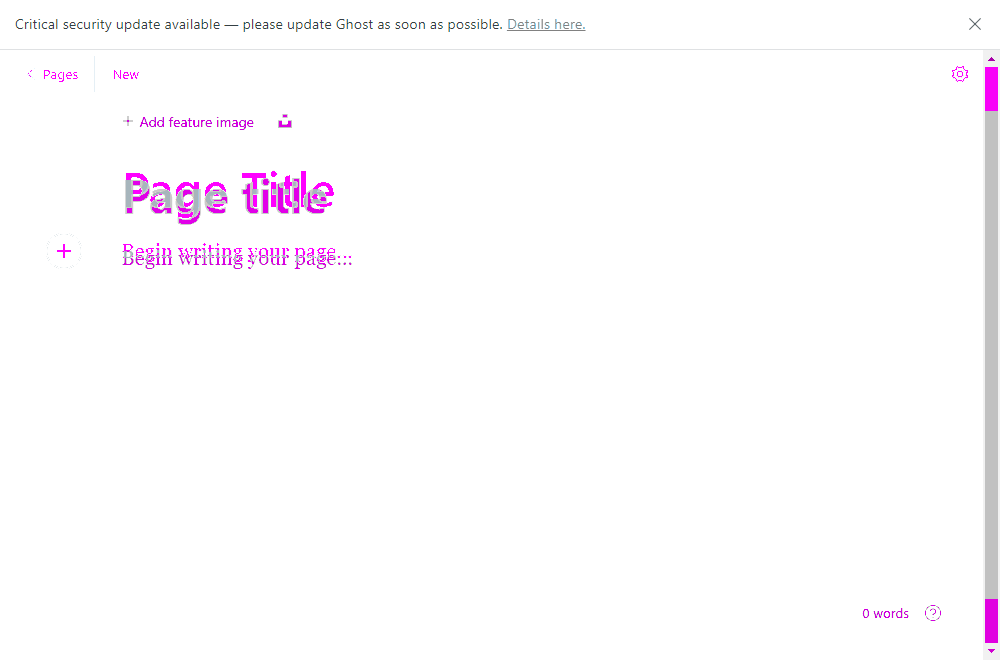 Critical security update available — please update Ghost as soon as possible. Details here.
Pages New
Add feature image
Page Title
Begin writing your page...
0 words